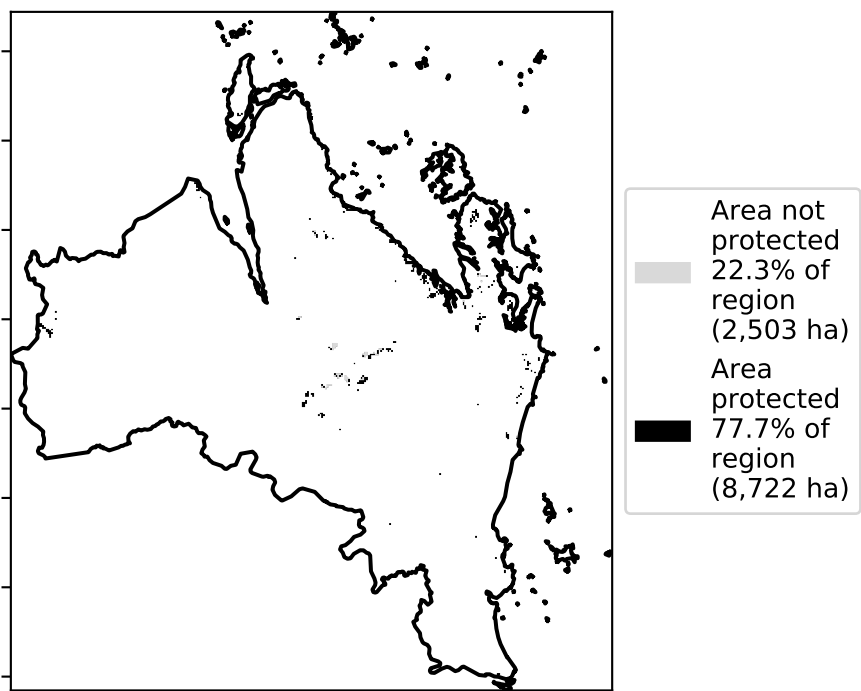 Area not
protected
22.3% of
region
(2,503 ha)
Area
protected
77.7% of
region
(8,722 ha)